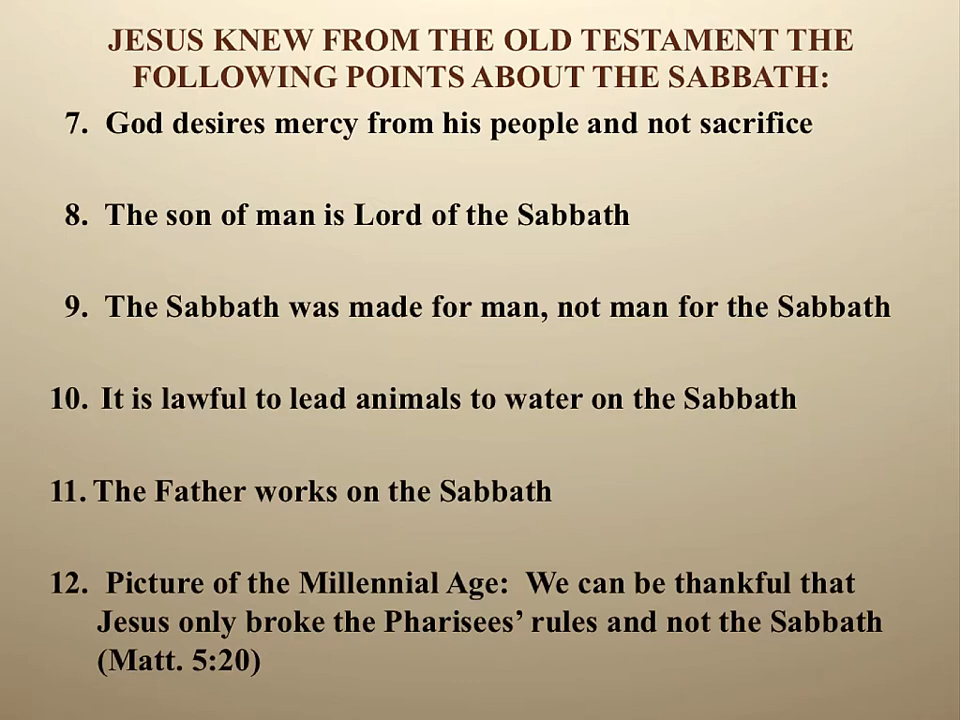 JESUS KNEW FROM THE OLD TESTAMENT THE
FOLLOWING POINTS ABOUT THE SABBATH:
7. God desires mercy from his people and not sacrifice
8. The son of man is Lord of the Sabbath
9. The Sabbath was made for man, not man for the Sabbath
10. It is lawful to lead animals to water on the Sabbath
11. The Father works on the Sabbath
12. Picture of the Millennial Age: We can be thankful that
Jesus only broke the Pharisees’ rules and not the Sabbath
(Matt. 5:20)